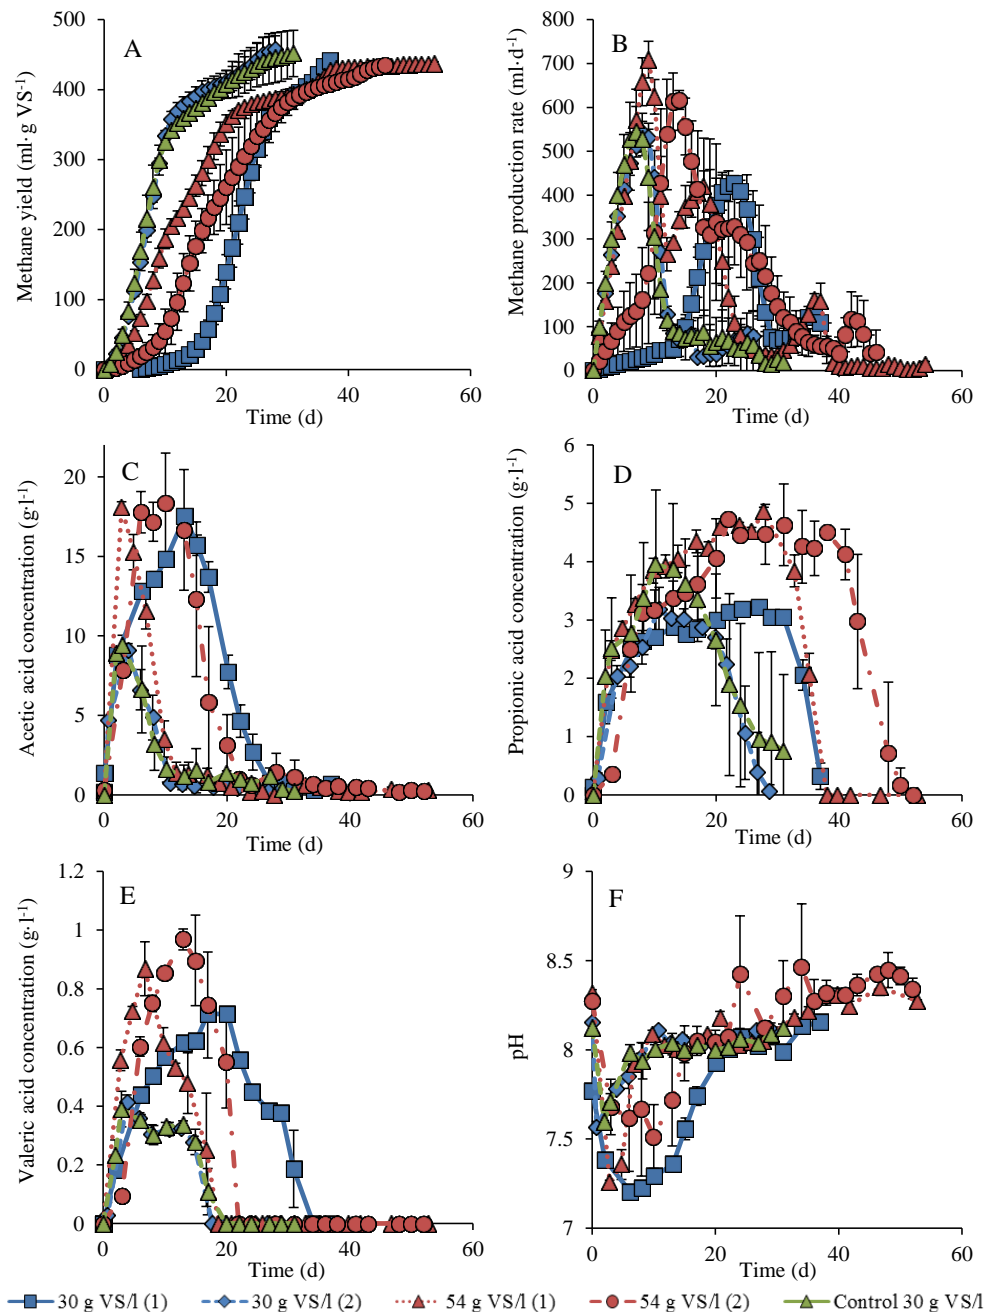 A
Methane yield (ml· g VS⁻¹)
500
400
300
200
100
0
0 20 40 60
Time (d)
B
Methane production rate (ml·d⁻¹)
800
700
600
500
400
300
200
100
0
0 20 40 60
Time (d)
C
Acetic acid concentration (g·l⁻¹)
20
15
10
5
0
0 20 40 60
Time (d)
D
Propionic acid concentration (g·l⁻¹)
6
5
4
3
2
1
0
0 20 40 60
Time (d)
E
Valeric acid concentration (g·l⁻¹)
1.2
1
0.8
0.6
0.4
0.2
0
0 20 40 60
Time (d)
F
pH
9
8.5
8
7.5
7
0 20 40 60
Time (d)
30 g VS/l (1) 30 g VS/l (2) 54 g VS/l (1) 54 g VS/l (2) Control 30 g VS/l